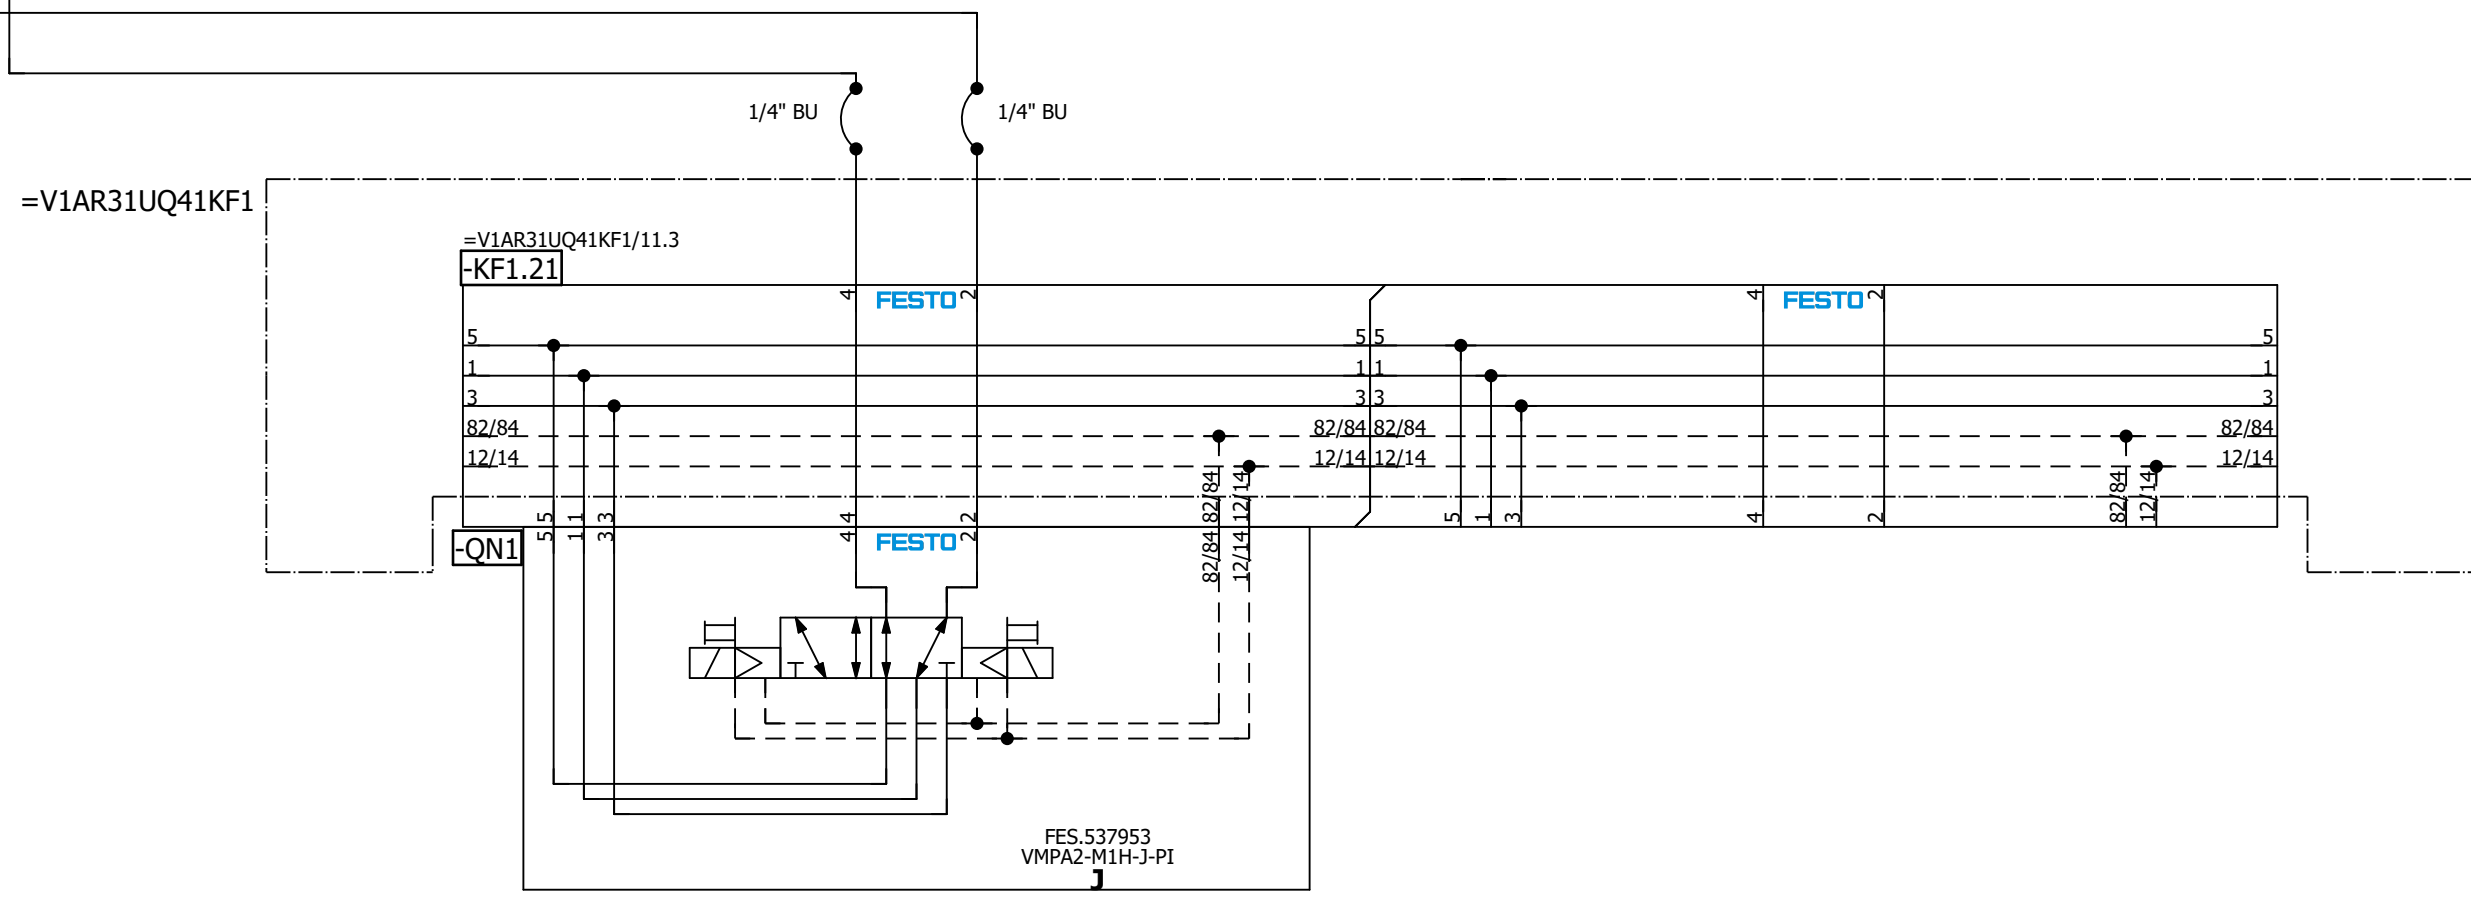 1/4" BU 1/4" BU
=V1AR31UQ41KF1
=V1AR31UQ41KF1/11.3
-KF1.21
4 FESTO 2 4 FESTO 2
5 5 5 5
1 1 1 1
3 3 3 3
82/84 82/84 82/84 82/84
12/14 12/14 12/14 12/14
5 1 3 4 2 82/84 12/14 5 1 3 4 2 82/84 12/14
-QN1
5 1 3 4 FESTO 2 82/84 12/14
FES.537953
VMPA2-M1H-J-PI
J